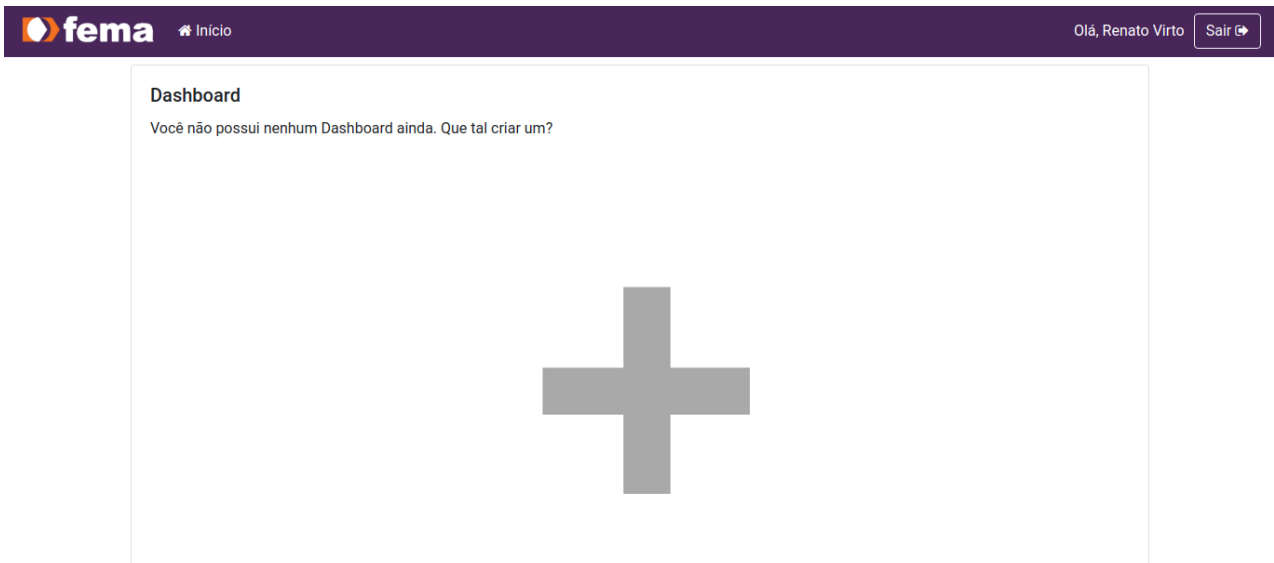 fema
Início
Olá, Renato Virto
Sair
Dashboard
Você não possui nenhum Dashboard ainda. Que tal criar um?